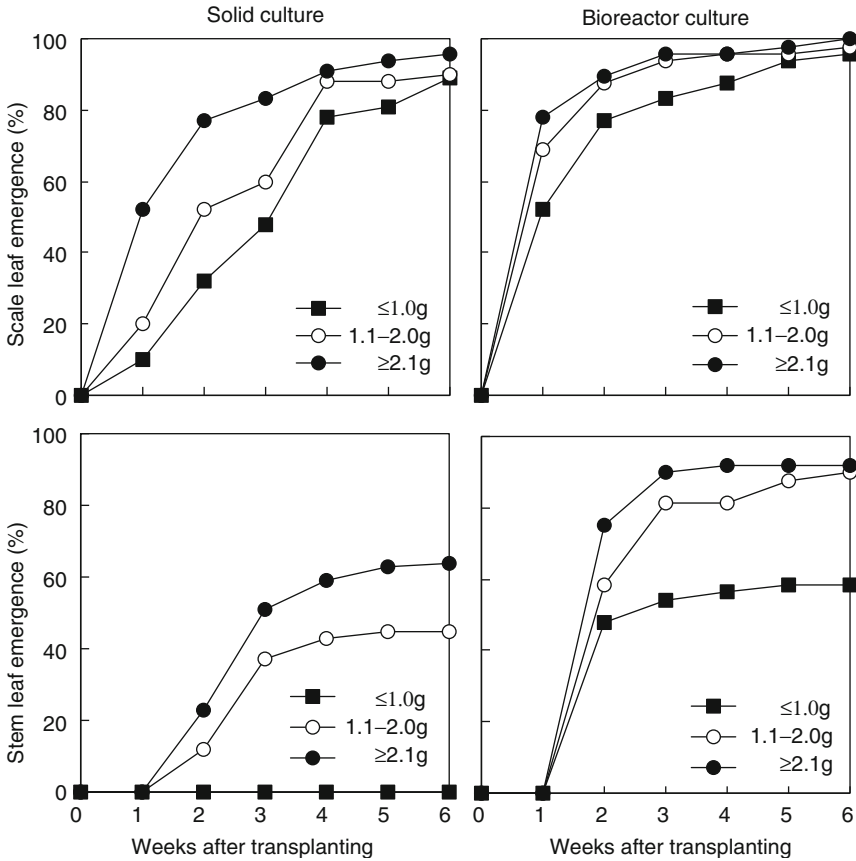 Solid culture
Bioreactor culture
Scale leaf emergence (%)
100
80
60
40
20
0
≤1.0g
1.1–2.0g
≥2.1g
≤1.0g
1.1–2.0g
≥2.1g
Stem leaf emergence (%)
100
80
60
40
20
0
≤1.0g
1.1–2.0g
≥2.1g
≤1.0g
1.1–2.0g
≥2.1g
0 1 2 3 4 5 6
0 1 2 3 4 5 6
Weeks after transplanting
Weeks after transplanting